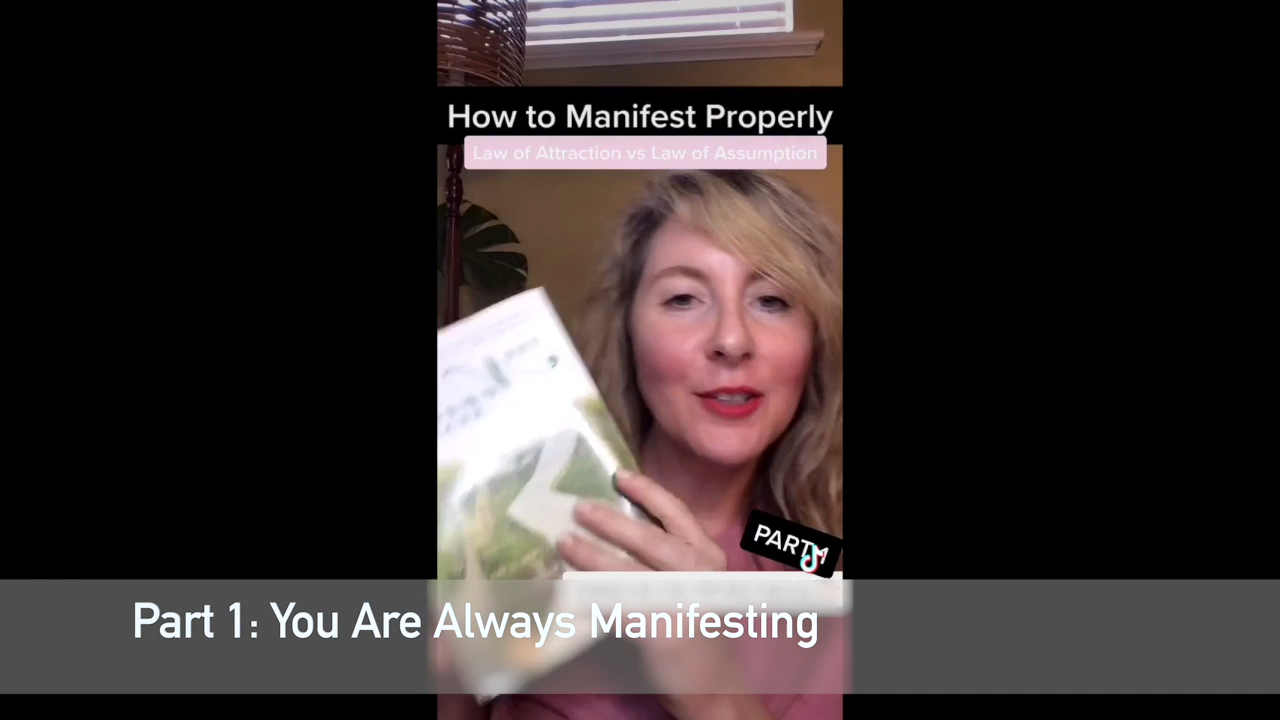 How to Manifest Properly
Law of Attraction vs Law of Assumption
PART 1
Part 1: You Are Always Manifesting